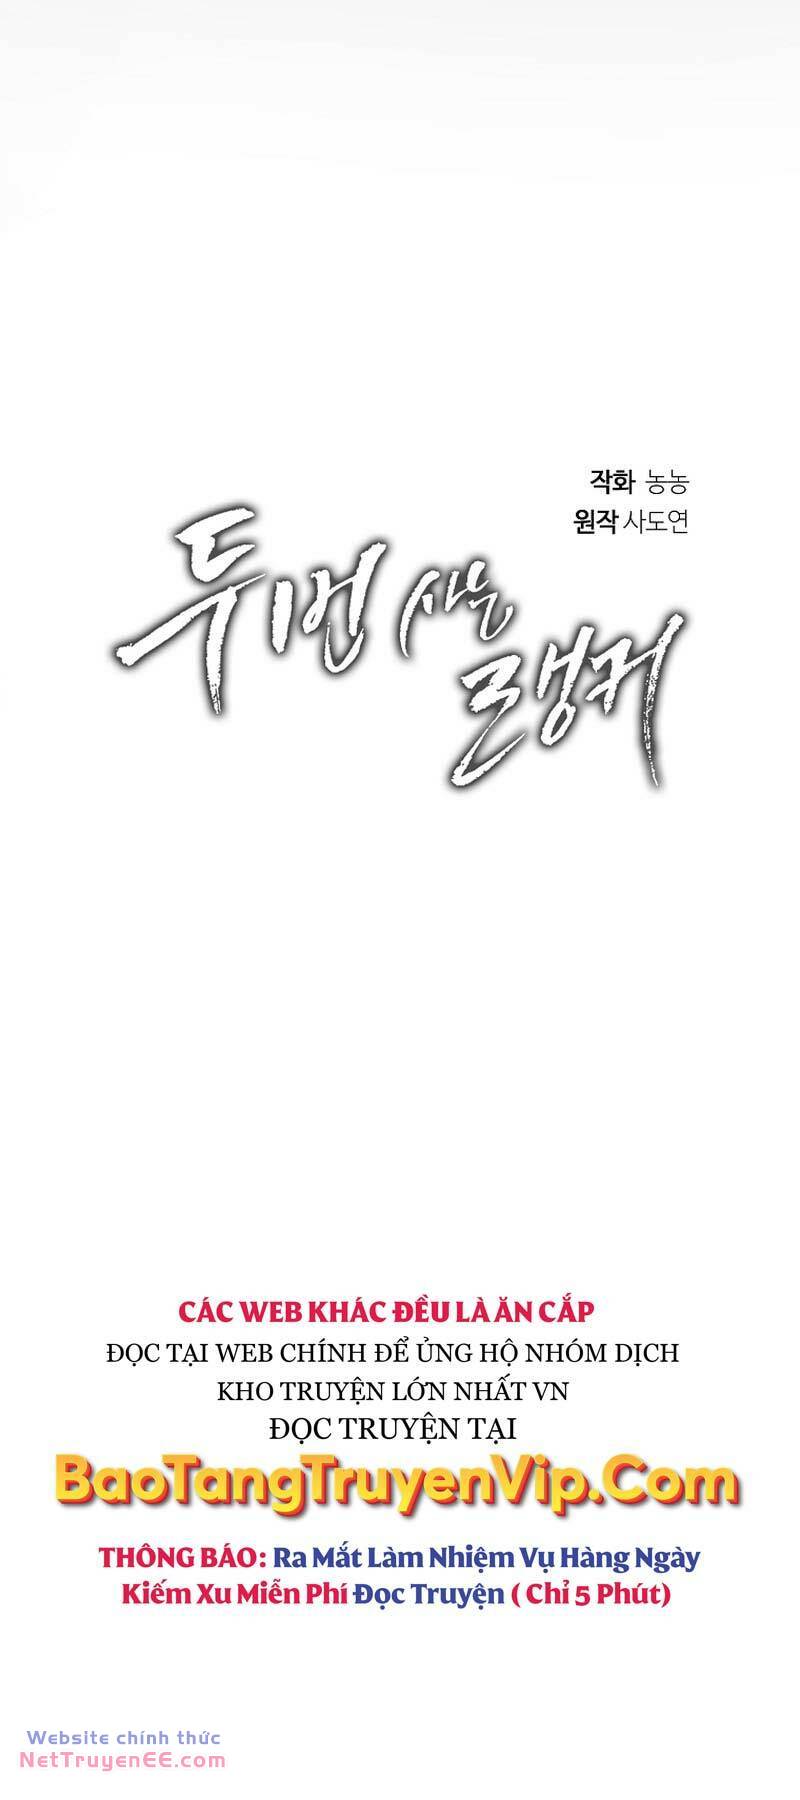 작화 농농
원작 사도연
두번 사는
랭커
CÁC WEB KHÁC ĐỀU LÀ ĂN CẮP
ĐỌC TẠI WEB CHÍNH ĐỂ ỦNG HỘ NHÓM DỊCH
KHO TRUYỆN LỚN NHẤT VN
ĐỌC TRUYỆN TẠI
BaoTangTruyenVip.Com
THÔNG BÁO: Ra Mắt Làm Nhiệm Vụ Hàng Ngày
Kiếm Xu Miễn Phí Đọc Truyện ( Chỉ 5 Phút)
Website chính thức
NetTruyenEE.com